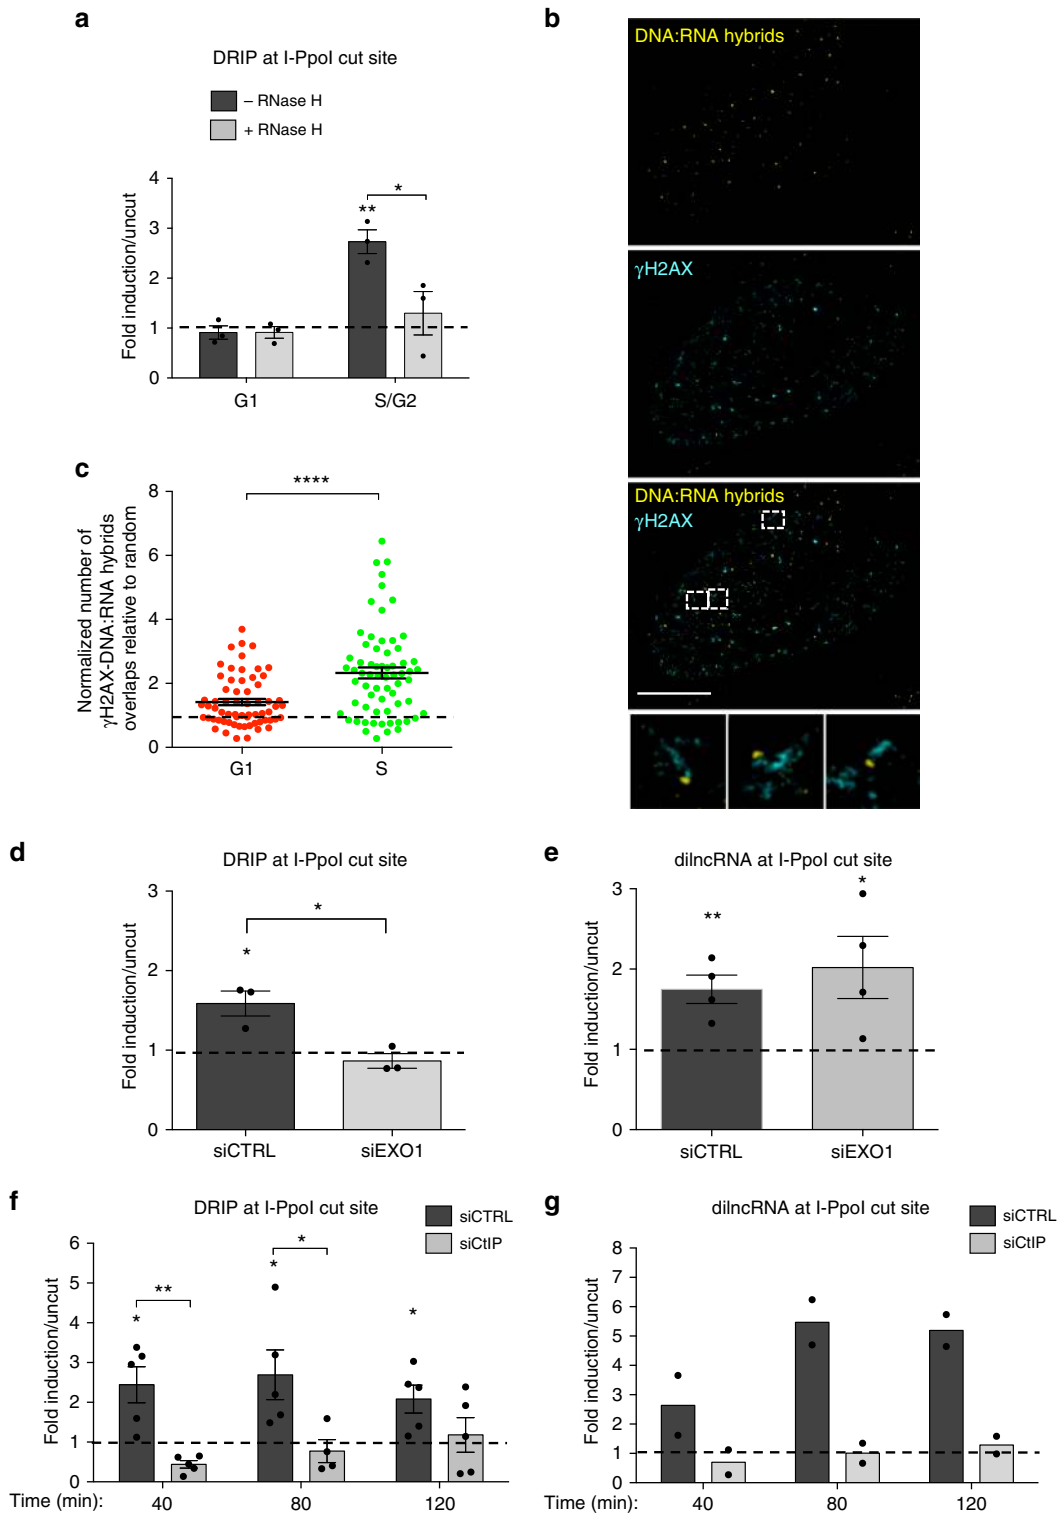 a
DRIP at I-PpoI cut site
– RNase H
+ RNase H
Fold induction/uncut
4
3
2
1
0
**
*
G1
S/G2
b
DNA:RNA hybrids
γH2AX
DNA:RNA hybrids
γH2AX
c
Normalized number of
γH2AX-DNA:RNA hybrids
overlaps relative to random
8
6
4
2
0
****
G1
S
d
DRIP at I-PpoI cut site
Fold induction/uncut
3
2
1
0
*
*
siCTRL
siEXO1
e
dilncRNA at I-PpoI cut site
Fold induction/uncut
3
2
1
0
**
*
siCTRL
siEXO1
f
DRIP at I-PpoI cut site
siCTRL
siCtIP
Fold induction/uncut
6
5
4
3
2
1
0
**
*
*
*
*
Time (min):
40
80
120
g
dilncRNA at I-PpoI cut site
siCTRL
siCtIP
Fold induction/uncut
8
7
6
5
4
3
2
1
0
Time (min):
40
80
120